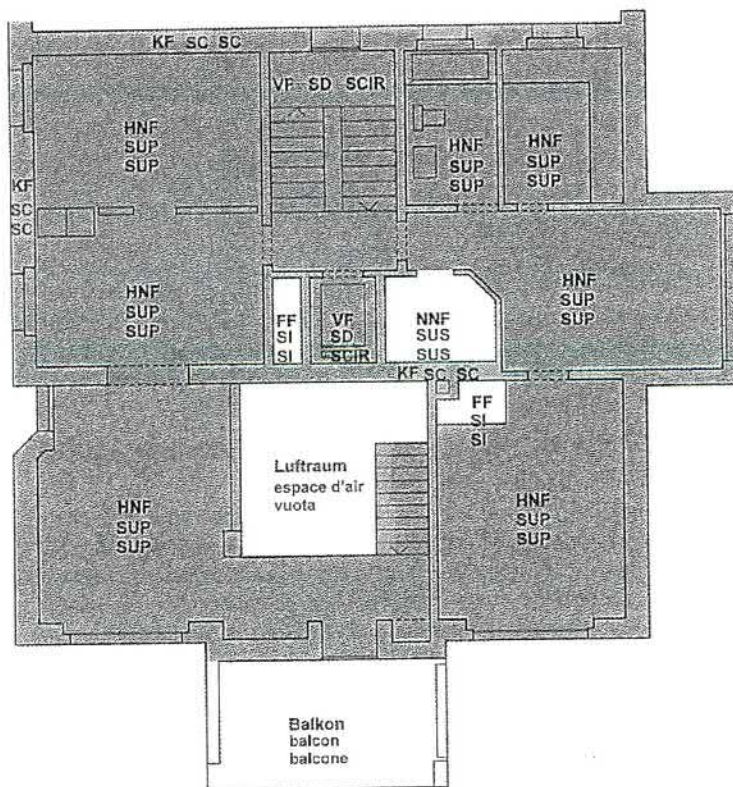 KF SC SC
VF SD SCIR
HNF
SUP
SUP
HNF
SUP
SUP
HNF
SUP
SUP
KF
SC
SC
HNF
SUP
SUP
HNF
SUP
SUP
FF
SI
SI
VF
SD
SCIR
NNF
SUS
SUS
KF SC SC
FF
SI
SI
Luftraum
espace d'air
vuota
HNF
SUP
SUP
HNF
SUP
SUP
Balkon
balcon
balcone